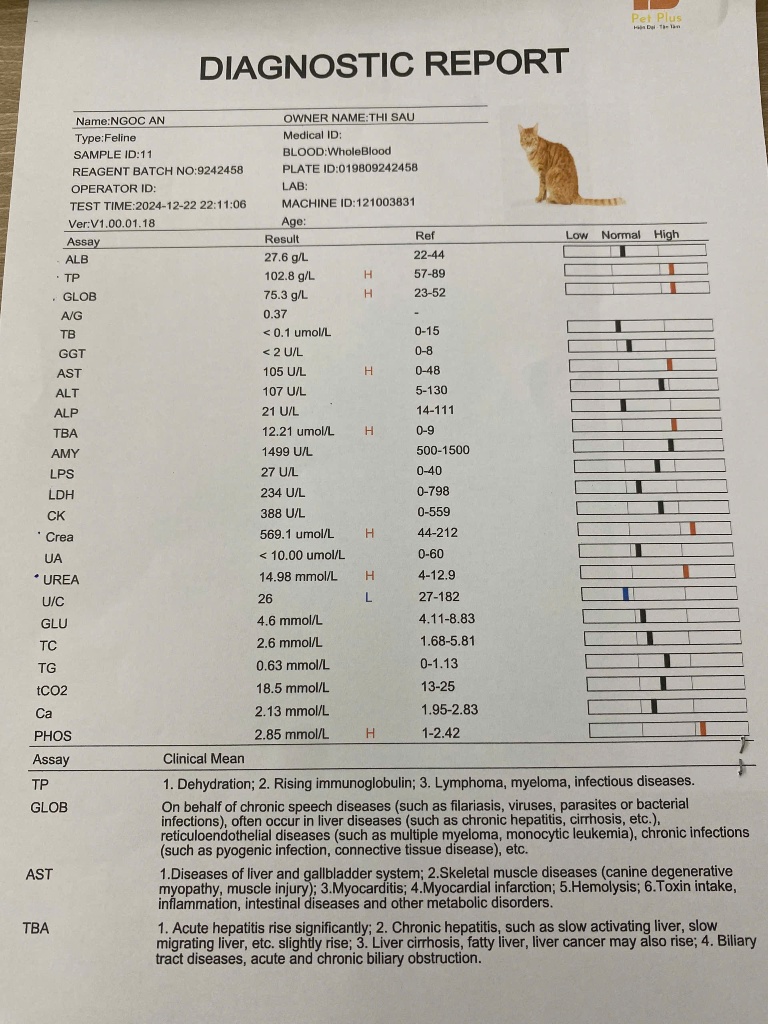 Pet Plus
Hiện Đại - Tận Tâm
DIAGNOSTIC REPORT
Name:NGOC AN OWNER NAME:THI SAU
Type:Feline Medical ID:
SAMPLE ID:11 BLOOD:WholeBlood
REAGENT BATCH NO:9242458 PLATE ID:019809242458
OPERATOR ID: LAB:
TEST TIME:2024-12-22 22:11:06 MACHINE ID:121003831
Ver:V1.00.01.18 Age:
Assay Result Ref Low Normal High
ALB 27.6 g/L 22-44
TP 102.8 g/L H 57-89
GLOB 75.3 g/L H 23-52
A/G 0.37 -
TB < 0.1 umol/L 0-15
GGT < 2 U/L 0-8
AST 105 U/L H 0-48
ALT 107 U/L 5-130
ALP 21 U/L 14-111
TBA 12.21 umol/L H 0-9
AMY 1499 U/L 500-1500
LPS 27 U/L 0-40
LDH 234 U/L 0-798
CK 388 U/L 0-559
Crea 569.1 umol/L H 44-212
UA < 10.00 umol/L 0-60
UREA 14.98 mmol/L H 4-12.9
U/C 26 L 27-182
GLU 4.6 mmol/L 4.11-8.83
TC 2.6 mmol/L 1.68-5.81
TG 0.63 mmol/L 0-1.13
tCO2 18.5 mmol/L 13-25
Ca 2.13 mmol/L 1.95-2.83
PHOS 2.85 mmol/L H 1-2.42
Assay Clinical Mean
TP 1. Dehydration; 2. Rising immunoglobulin; 3. Lymphoma, myeloma, infectious diseases.
GLOB On behalf of chronic speech diseases (such as filariasis, viruses, parasites or bacterial
infections), often occur in liver diseases (such as chronic hepatitis, cirrhosis, etc.),
reticuloendothelial diseases (such as multiple myeloma, monocytic leukemia), chronic infections
(such as pyogenic infection, connective tissue disease), etc.
AST 1.Diseases of liver and gallbladder system; 2.Skeletal muscle diseases (canine degenerative
myopathy, muscle injury); 3.Myocarditis; 4.Myocardial infarction; 5.Hemolysis; 6.Toxin intake,
inflammation, intestinal diseases and other metabolic disorders.
TBA 1. Acute hepatitis rise significantly; 2. Chronic hepatitis, such as slow activating liver, slow
migrating liver, etc. slightly rise; 3. Liver cirrhosis, fatty liver, liver cancer may also rise; 4. Biliary
tract diseases, acute and chronic biliary obstruction.